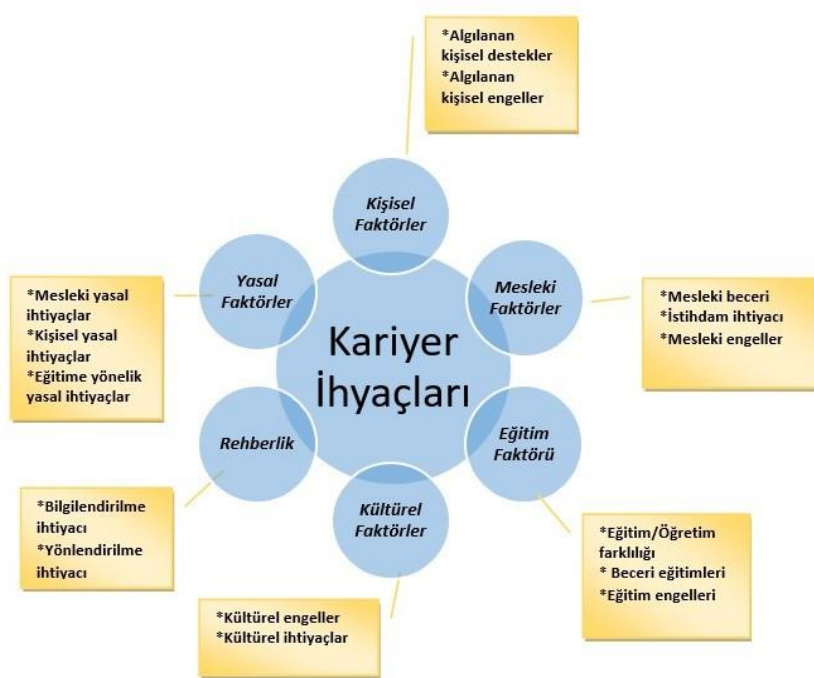 *Algılanan
kişisel destekler
*Algılanan
kişisel engeller
Kişisel
Faktörler
Yasal
Faktörler
Mesleki
Faktörler
*Mesleki yasal
ihtiyaçlar
*Kişisel yasal
ihtiyaçlar
*Eğitime yönelik
yasal ihtiyaçlar
*Mesleki beceri
*İstihdam ihtiyacı
*Mesleki engeller
Kariyer
İhyaçları
Rehberlik
Eğitim
Faktörü
Kültürel
Faktörler
*Bilgilendirilme
ihtiyacı
*Yönlendirilme
ihtiyacı
*Eğitim/Öğretim
farklılığı
* Beceri eğitimleri
*Eğitim engelleri
*Kültürel engeller
*Kültürel ihtiyaçlar